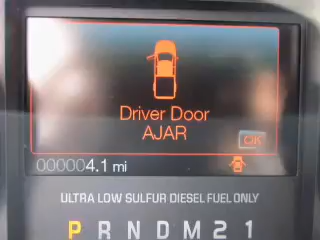 Driver Door
AJAR
OK
000004.1 mi
ULTRA LOW SULFUR DIESEL FUEL ONLY
P R N D M 2 1